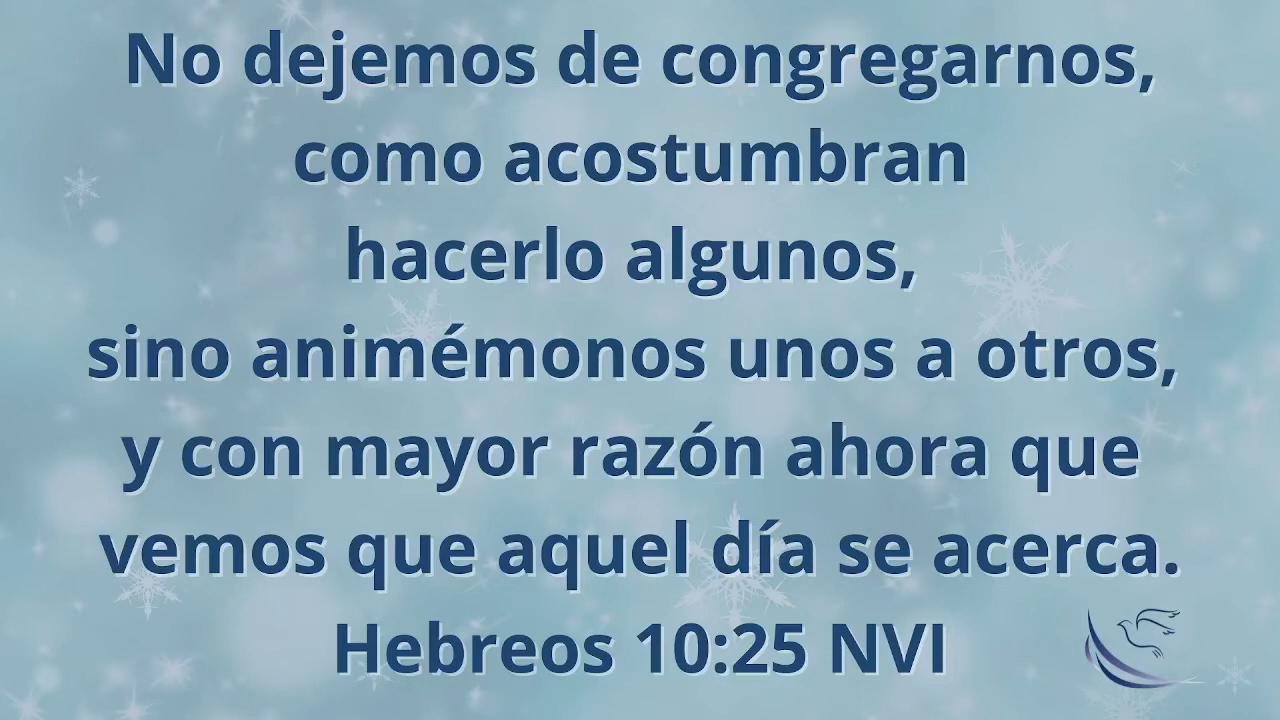 No dejemos de congregarnos,
como acostumbran
hacerlo algunos,
sino animémonos unos a otros,
y con mayor razón ahora que
vemos que aquel día se acerca.
Hebreos 10:25 NVI